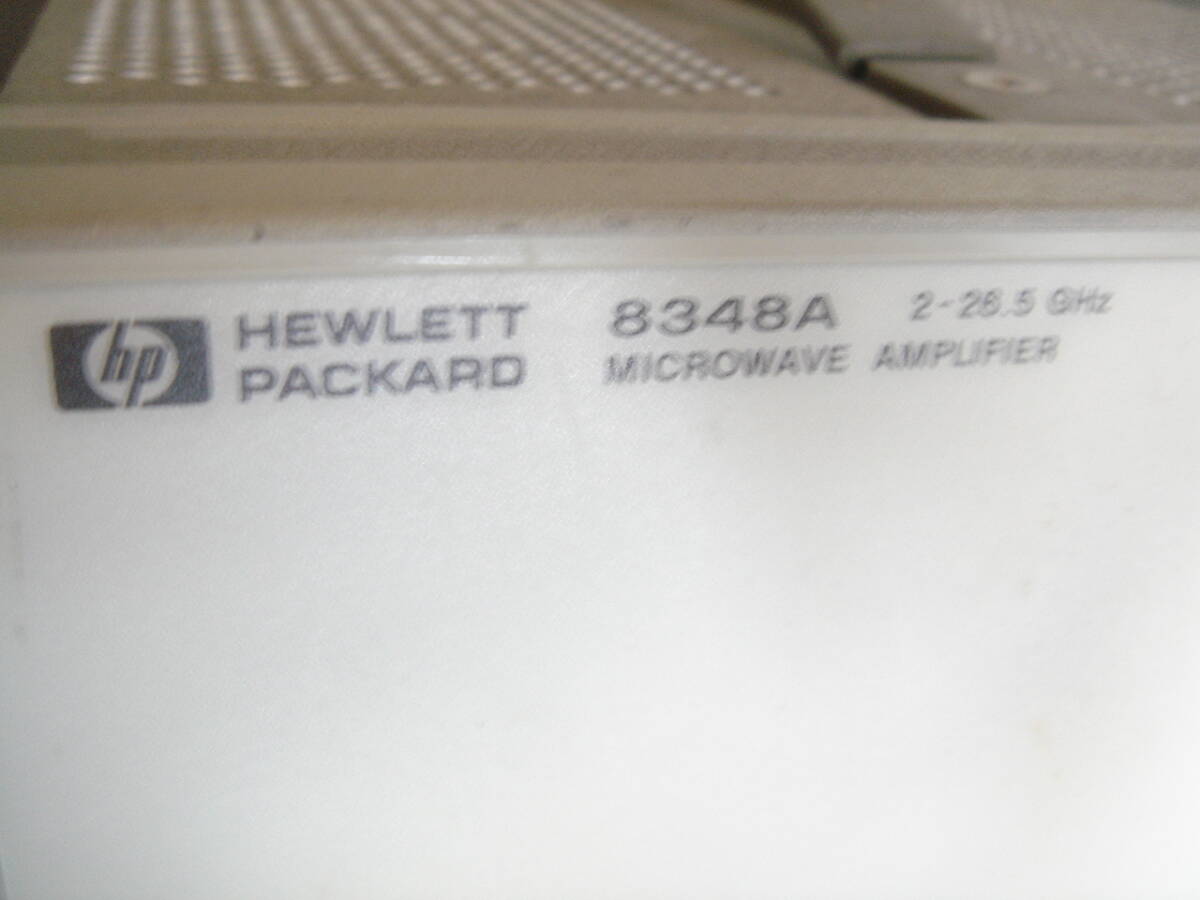 hp HEWLETT PACKARD
8348A 2-26.5 GHz
MICROWAVE AMPLIFIER